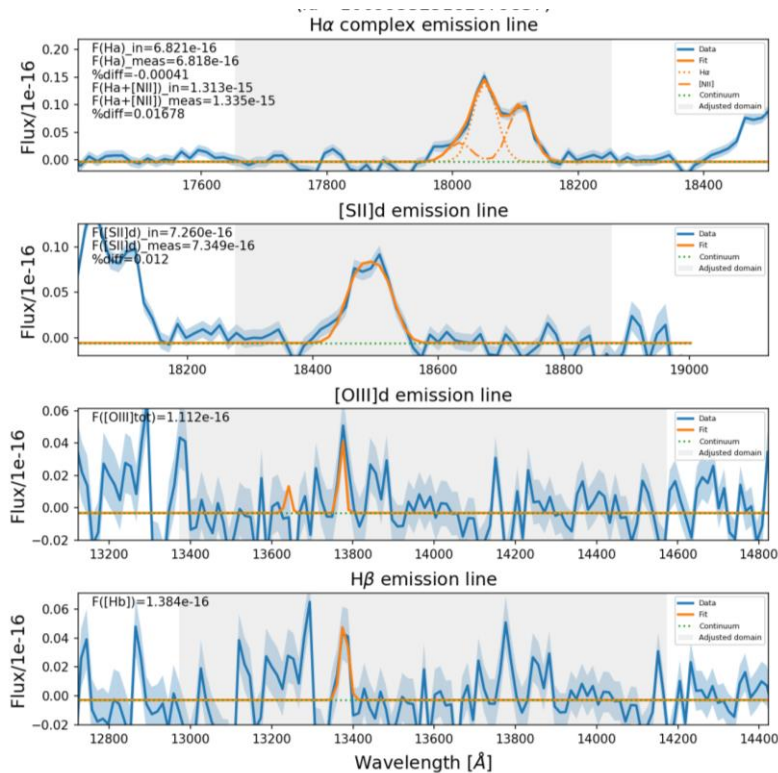 Hα complex emission line
F(Ha)_in=6.821e-16
F(Ha)_meas=6.818e-16
%diff=-0.00041
F(Ha+[NII])_in=1.313e-15
F(Ha+[NII])_meas=1.335e-15
%diff=0.01678
Data
Fit
Hα
[NII]
Continuum
Adjusted domain
Flux/1e-16
0.20
0.15
0.10
0.05
0.00
17600 17800 18000 18200 18400
[SII]d emission line
F([SII]d)_in=7.260e-16
F([SII]d)_meas=7.349e-16
%diff=0.012
Data
Fit
Continuum
Adjusted domain
Flux/1e-16
0.10
0.05
0.00
18200 18400 18600 18800 19000
[OIII]d emission line
F([OIII]tot)=1.112e-16
Data
Fit
Continuum
Adjusted domain
Flux/1e-16
0.06
0.04
0.02
0.00
−0.02
13200 13400 13600 13800 14000 14200 14400 14600 14800
Hβ emission line
F([Hb])=1.384e-16
Data
Fit
Continuum
Adjusted domain
Flux/1e-16
0.06
0.04
0.02
0.00
−0.02
12800 13000 13200 13400 13600 13800 14000 14200 14400
Wavelength [Å]